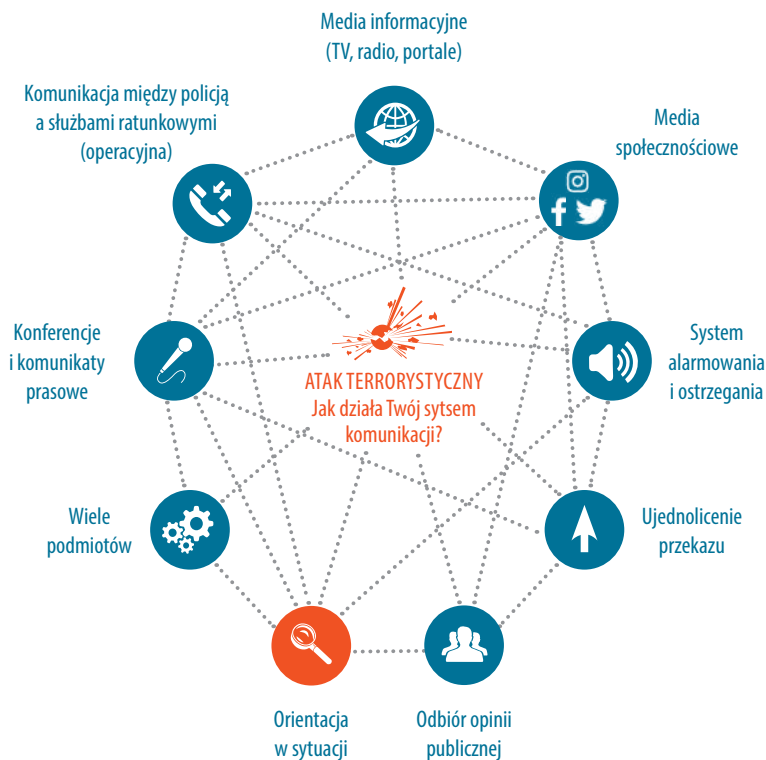 Media informacyjne
(TV, radio, portale)
Komunikacja między policją
a służbami ratunkowymi
(operacyjna)
Media
społecznościowe
Konferencje
i komunikaty
prasowe
System
alarmowania
i ostrzegania
ATAK TERRORYSTYCZNY
Jak działa Twój sytsem
komunikacji?
Wiele
podmiotów
Ujednolicenie
przekazu
Orientacja
w sytuacji
Odbiór opinii
publicznej